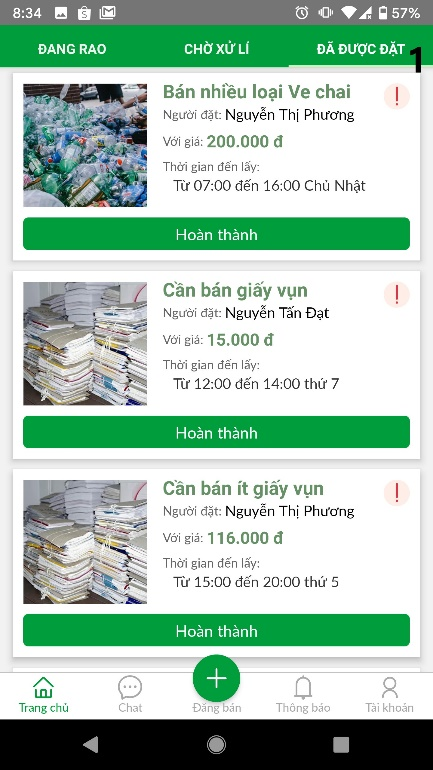 8:34
57%
ĐANG RAO
CHỜ XỬ LÍ
ĐÃ ĐƯỢC ĐẶT
1
Bán nhiều loại Ve chai
Người đặt: Nguyễn Thị Phương
Với giá: 200.000 đ
Thời gian đến lấy:
Từ 07:00 đến 16:00 Chủ Nhật
Hoàn thành
Cần bán giấy vụn
Người đặt: Nguyễn Tấn Đạt
Với giá: 15.000 đ
Thời gian đến lấy:
Từ 12:00 đến 14:00 thứ 7
Hoàn thành
Cần bán ít giấy vụn
Người đặt: Nguyễn Thị Phương
Với giá: 116.000 đ
Thời gian đến lấy:
Từ 15:00 đến 20:00 thứ 5
Hoàn thành
Trang chủ
Chat
Đăng bán
Thông báo
Tài khoản